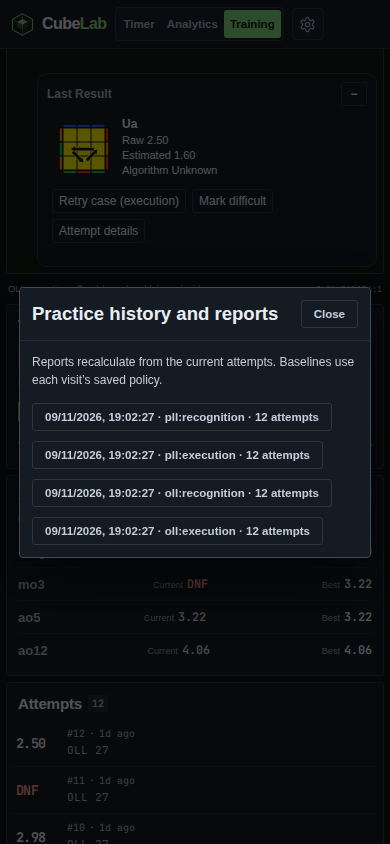 CubeLab
Timer Analytics Training
Last Result
−
Ua
Raw 2.50
Estimated 1.60
Algorithm Unknown
Retry case (execution) Mark difficult
Attempt details
Practice history and reports Close
Reports recalculate from the current attempts. Baselines use
each visit's saved policy.
09/11/2026, 19:02:27 · pll:recognition · 12 attempts
09/11/2026, 19:02:27 · pll:execution · 12 attempts
09/11/2026, 19:02:27 · oll:recognition · 12 attempts
09/11/2026, 19:02:27 · oll:execution · 12 attempts
mo3 Current DNF Best 3.22
ao5 Current 3.22 Best 3.22
ao12 Current 4.06 Best 4.06
Attempts 12
#12 · 1d ago
2.50 OLL 27
#11 · 1d ago
DNF OLL 27
#10 · 1d ago
2.98 OLL 27